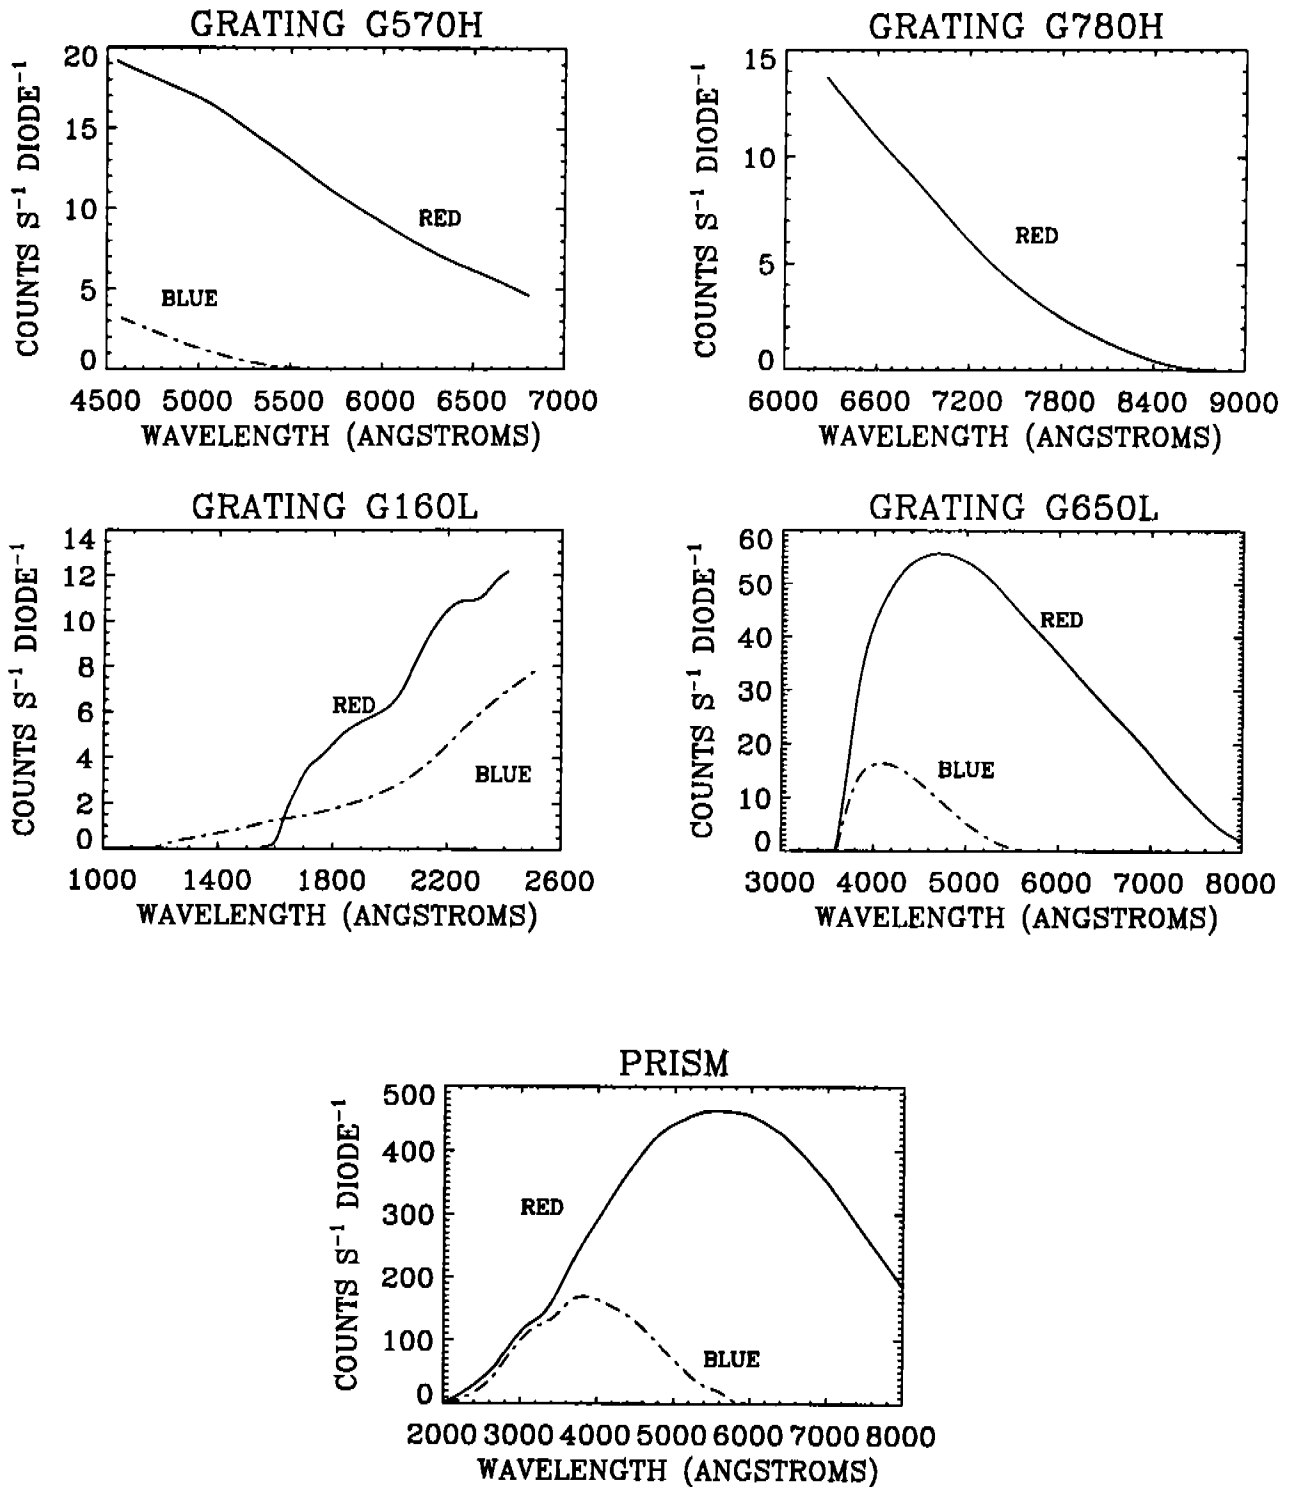 GRATING G570H
COUNTS S⁻¹ DIODE⁻¹
20
15
10
5
0
RED
BLUE
4500 5000 5500 6000 6500 7000
WAVELENGTH (ANGSTROMS)
GRATING G780H
COUNTS S⁻¹ DIODE⁻¹
15
10
5
0
RED
6000 6600 7200 7800 8400 9000
WAVELENGTH (ANGSTROMS)
GRATING G160L
COUNTS S⁻¹ DIODE⁻¹
14
12
10
8
6
4
2
0
RED
BLUE
1000 1400 1800 2200 2600
WAVELENGTH (ANGSTROMS)
GRATING G650L
COUNTS S⁻¹ DIODE⁻¹
60
50
40
30
20
10
0
RED
BLUE
3000 4000 5000 6000 7000 8000
WAVELENGTH (ANGSTROMS)
PRISM
COUNTS S⁻¹ DIODE⁻¹
500
400
300
200
100
0
RED
BLUE
2000 3000 4000 5000 6000 7000 8000
WAVELENGTH (ANGSTROMS)